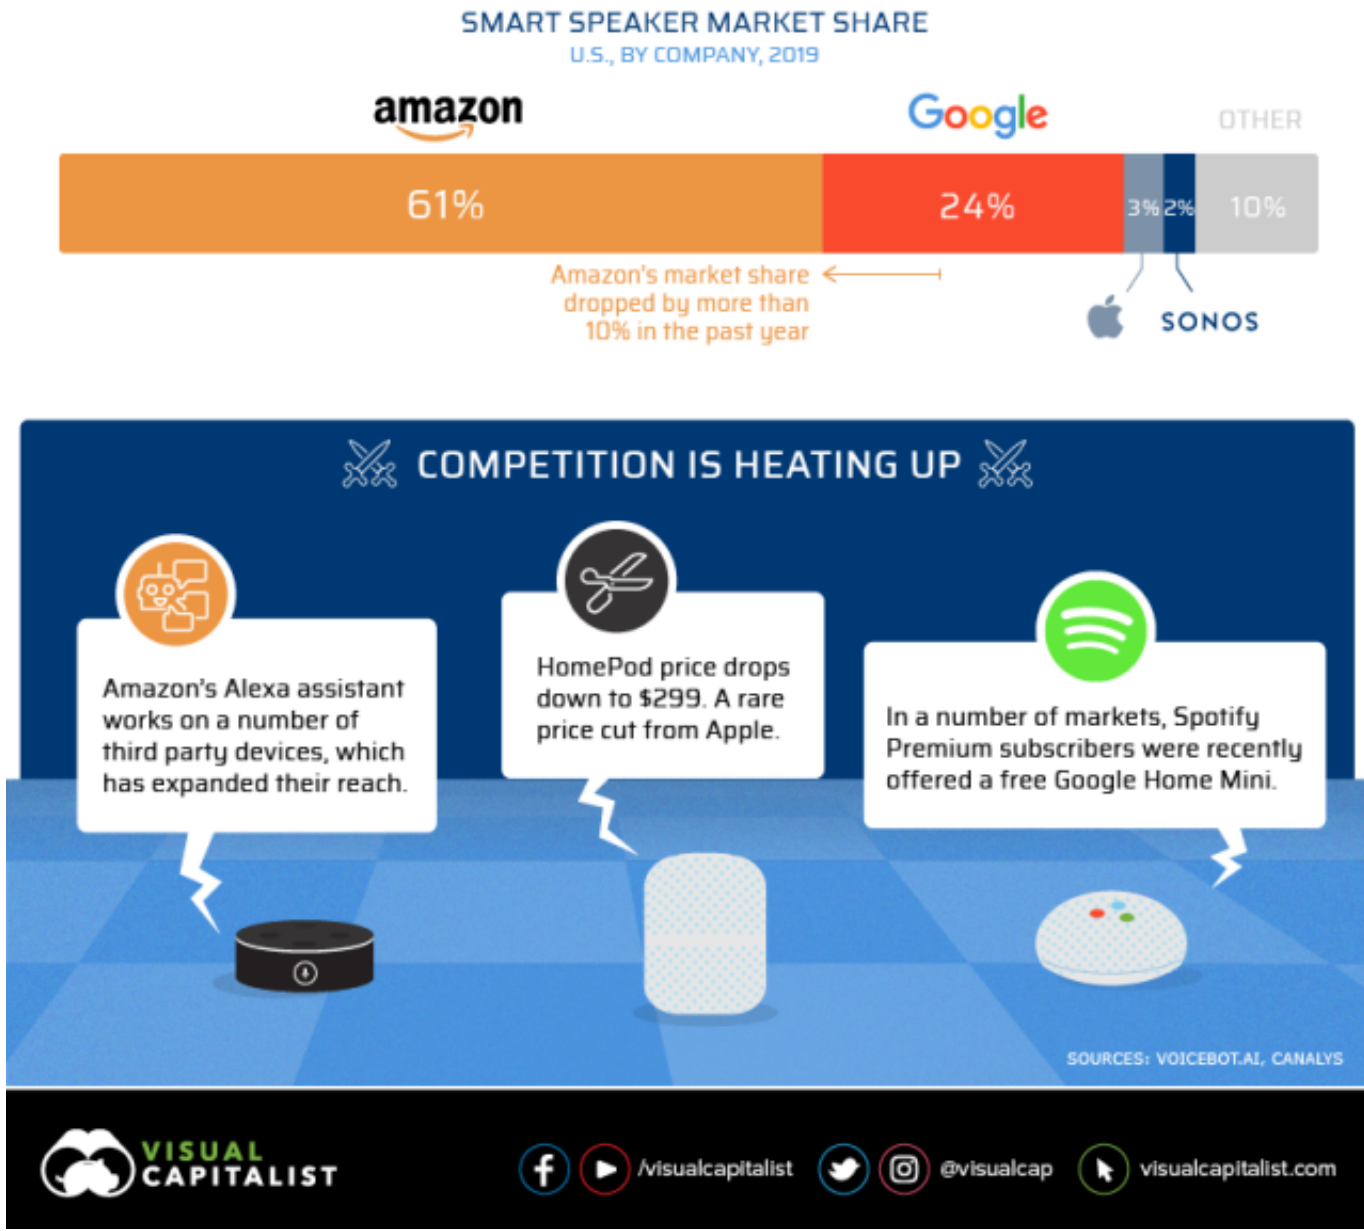 SMART SPEAKER MARKET SHARE
U.S., BY COMPANY, 2019
amazon
Google
OTHER
61%
24%
3%
2%
10%
Amazon's market share
dropped by more than
10% in the past year
SONOS
COMPETITION IS HEATING UP
Amazon's Alexa assistant
works on a number of
third party devices, which
has expanded their reach.
HomePod price drops
down to $299. A rare
price cut from Apple.
In a number of markets, Spotify
Premium subscribers were recently
offered a free Google Home Mini.
SOURCES: VOICEBOT.AI, CANALYS
VISUAL
CAPITALIST
/visualcapitalist
@visualcap
visualcapitalist.com